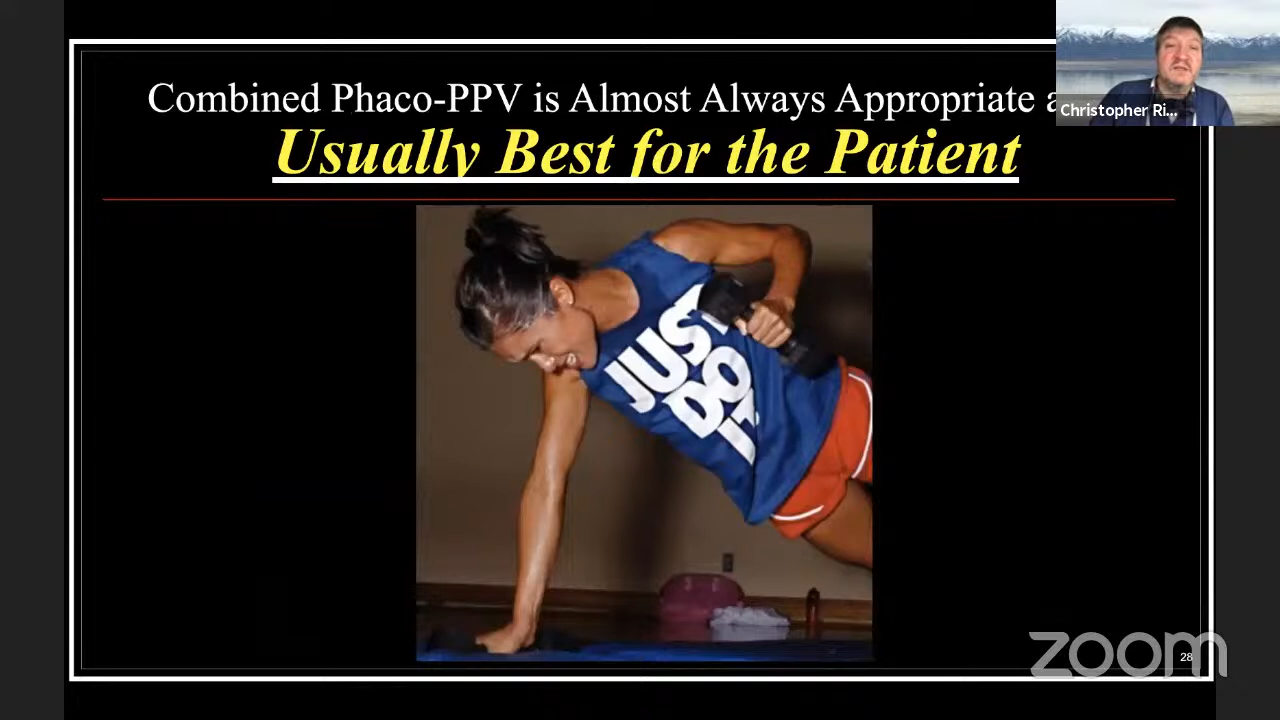 Combined Phaco-PPV is Almost Always Appropriate
Usually Best for the Patient
Christopher Ri...
JUST
DO
IT
zoom
28